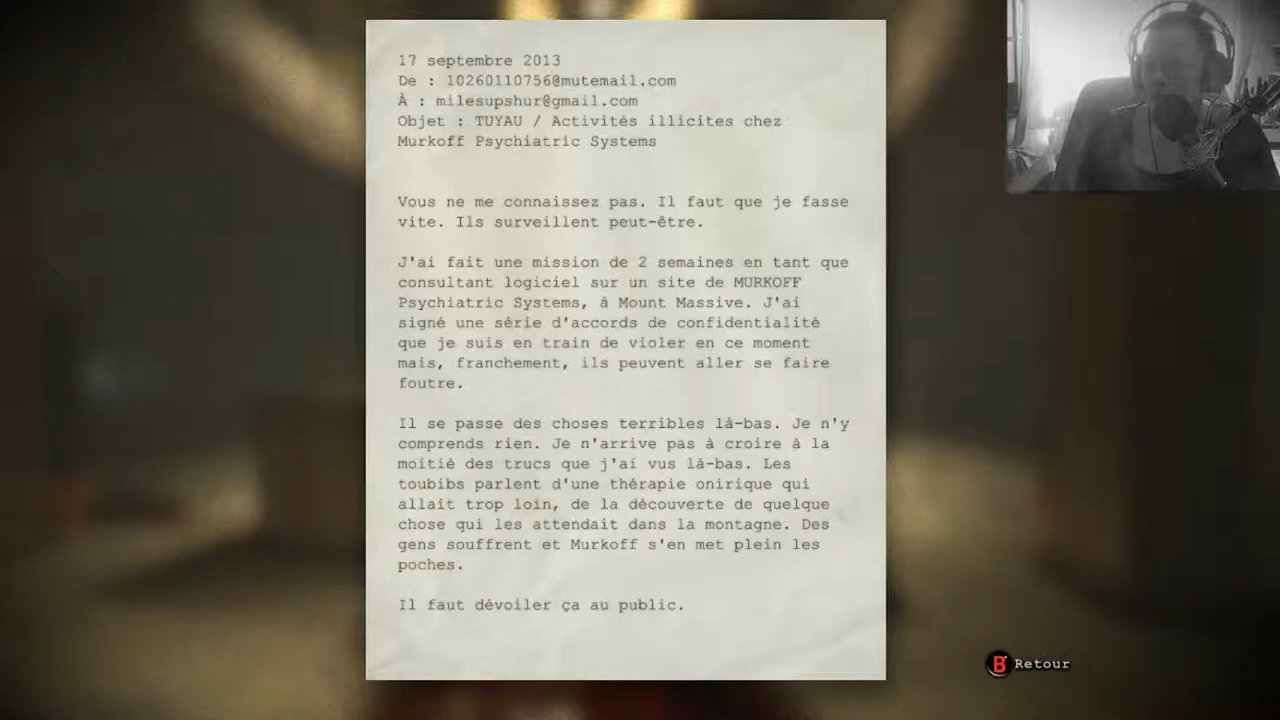 17 septembre 2013
De : 10260110756@mutemail.com
À : milesupshur@gmail.com
Objet : TUYAU / Activités illicites chez
Murkoff Psychiatric Systems
Vous ne me connaissez pas. Il faut que je fasse
vite. Ils surveillent peut-être.
J'ai fait une mission de 2 semaines en tant que
consultant logiciel sur un site de MURKOFF
Psychiatric Systems, à Mount Massive. J'ai
signé une série d'accords de confidentialité
que je suis en train de violer en ce moment
mais, franchement, ils peuvent aller se faire
foutre.
Il se passe des choses terribles là-bas. Je n'y
comprends rien. Je n'arrive pas à croire à la
moitié des trucs que j'ai vus là-bas. Les
toubibs parlent d'une thérapie onirique qui
allait trop loin, de la découverte de quelque
chose qui les attendait dans la montagne. Des
gens souffrent et Murkoff s'en met plein les
poches.
Il faut dévoiler ça au public.
B Retour